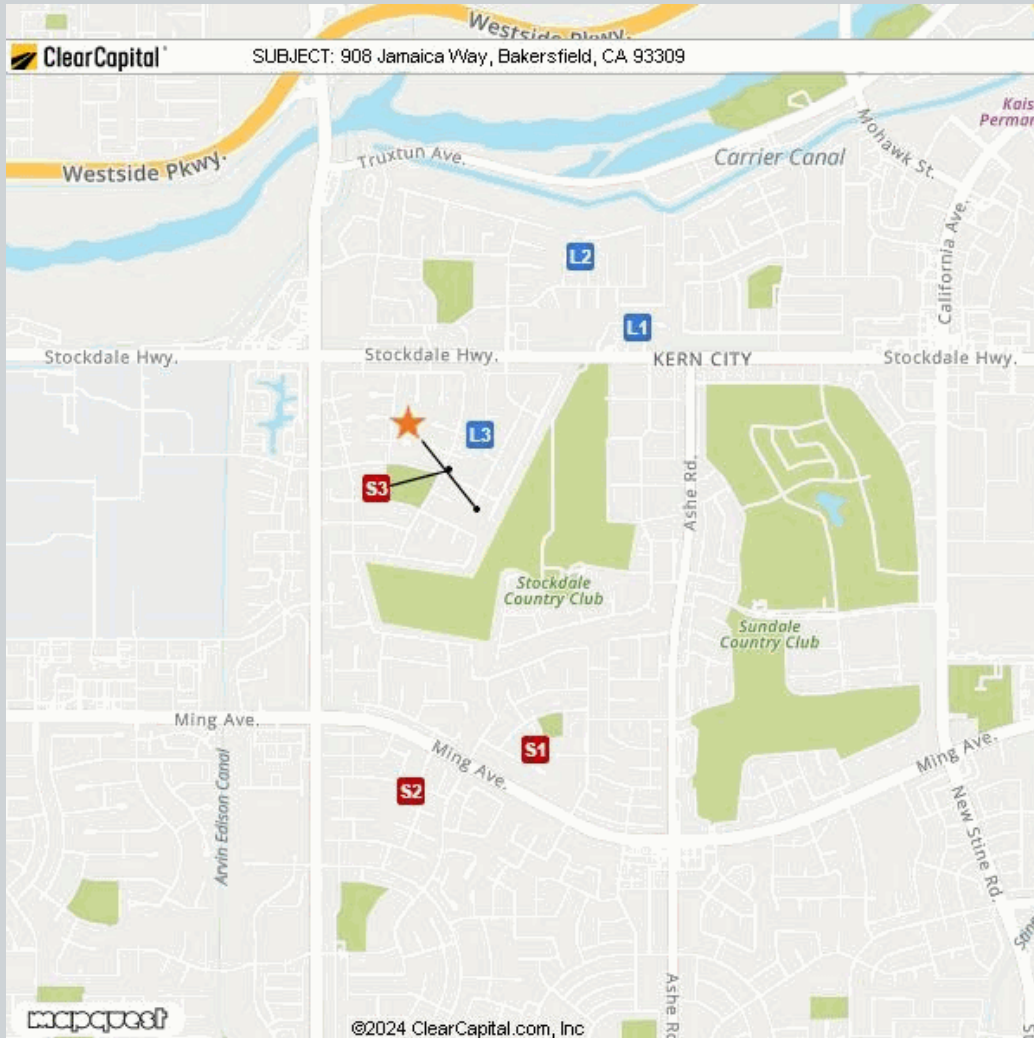 Westside Pkwy.
ClearCapital
SUBJECT: 908 Jamaica Way, Bakersfield, CA 93309
Kais
Perman
Mohawk St.
Truxtun Ave.
Carrier Canal
Westside Pkwy.
California Ave.
L2
L1
Stockdale Hwy.
Stockdale Hwy.
KERN CITY
Stockdale Hwy.
L3
S3
Ashe Rd.
Stockdale
Country Club
Sundale
Country Club
Ming Ave.
Ming Ave.
S1
Ming Ave.
S2
Arvin Edison Canal
New Stine Rd.
Stine
Ashe Rd
mapquest
©2024 ClearCapital.com, Inc